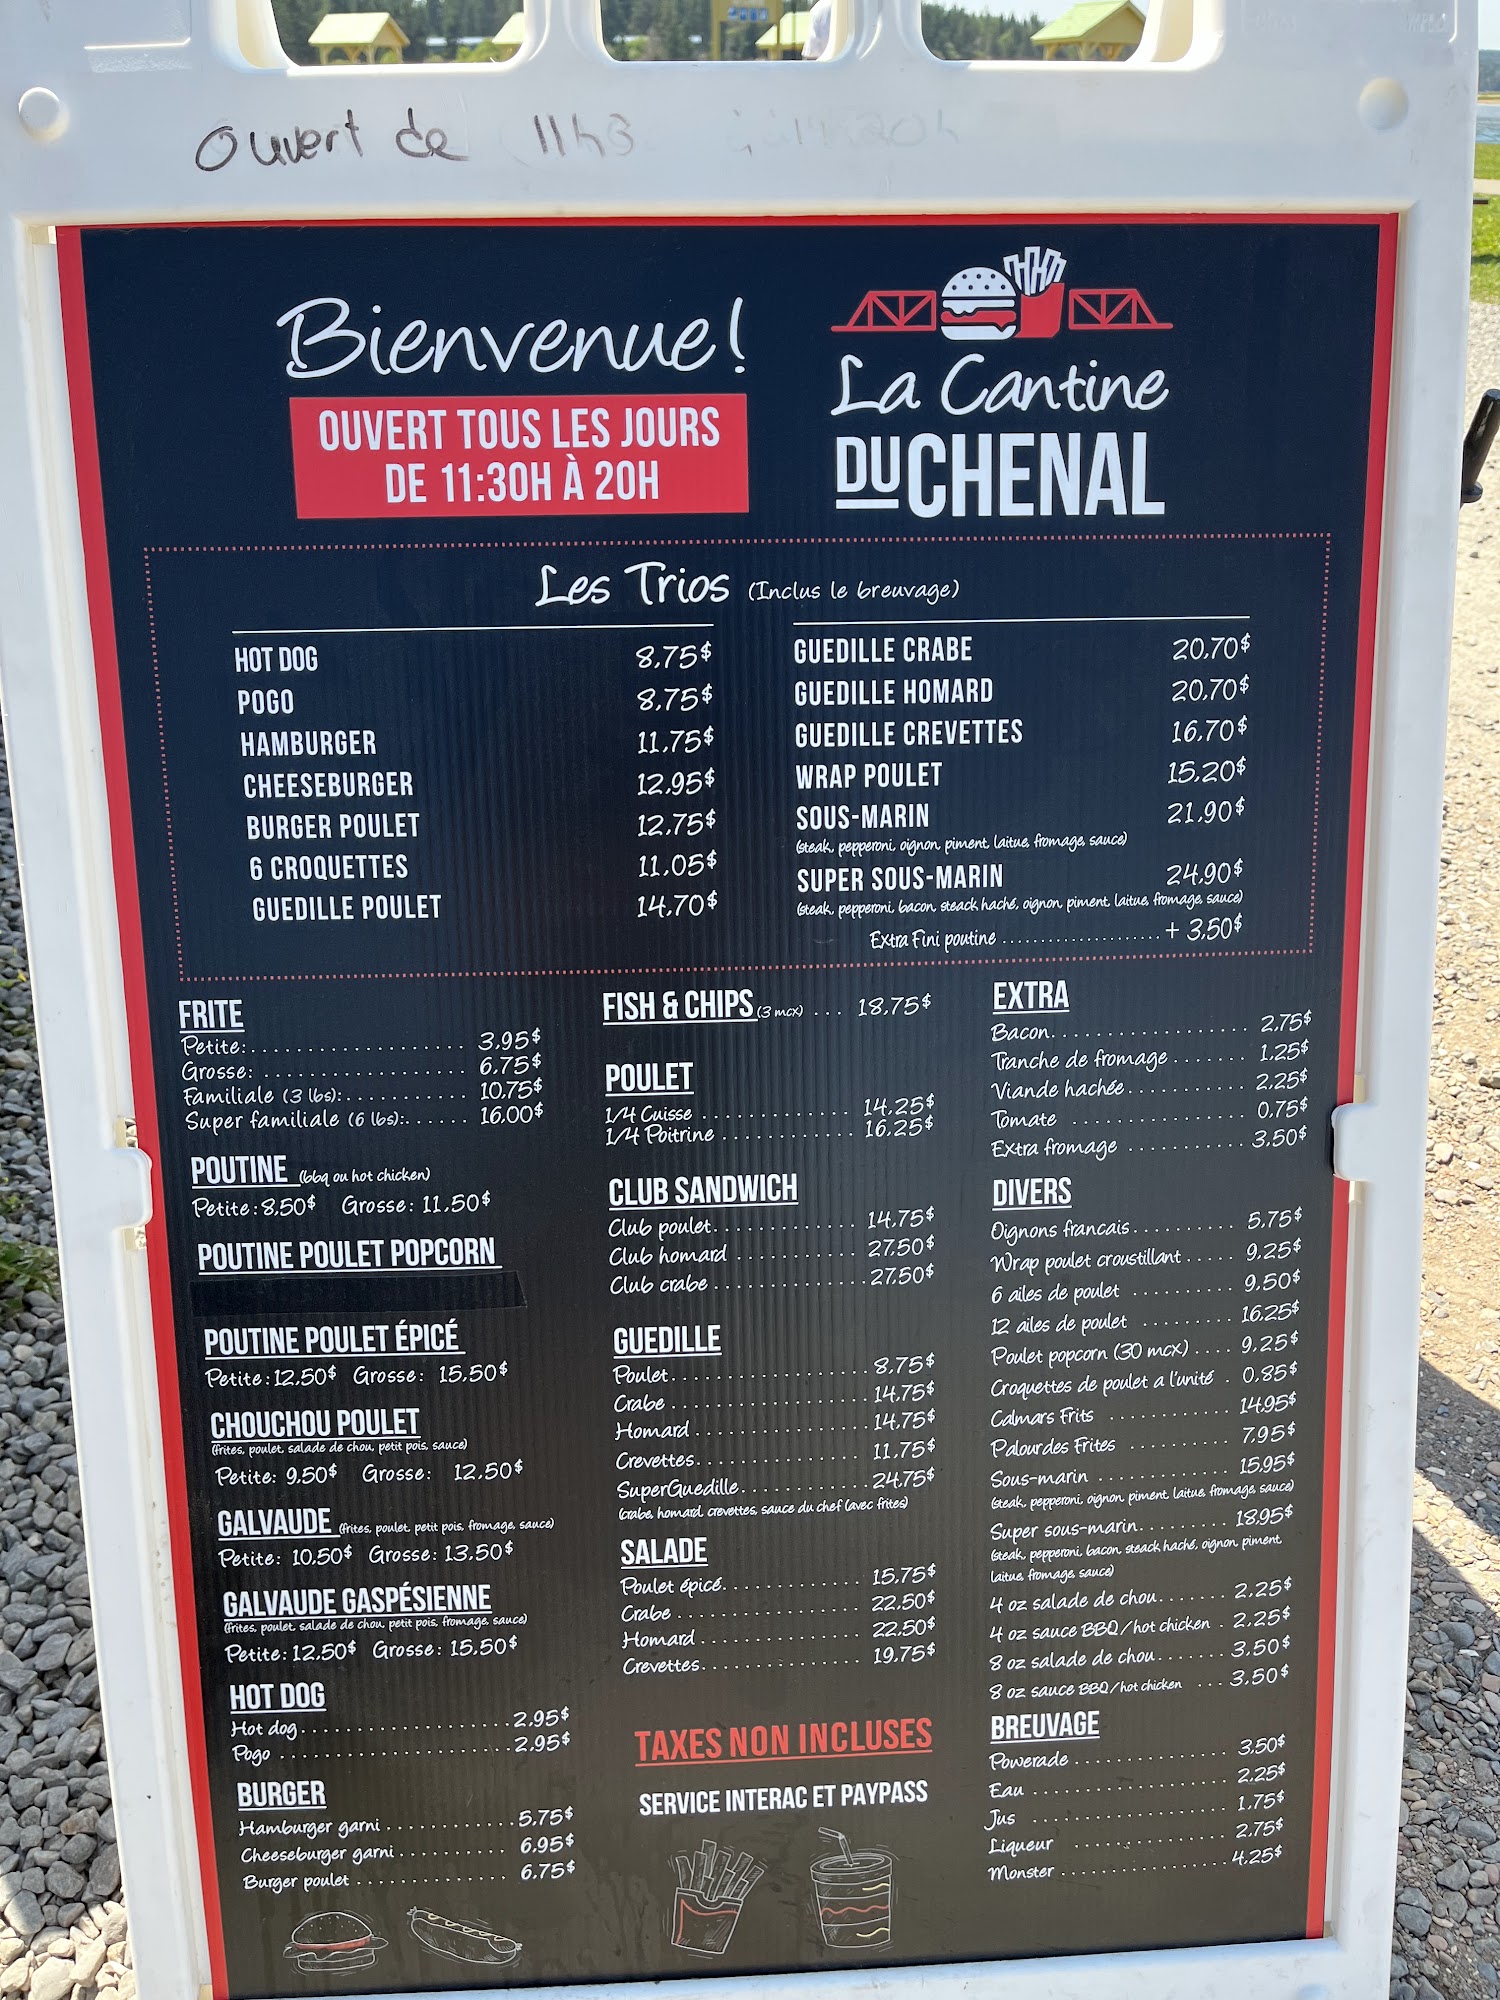 Ouvert de 11h3 20h
Bienvenue!
OUVERT TOUS LES JOURS
DE 11:30H À 20H
La Cantine
DU CHENAL
Les Trios (Inclus le breuvage)
HOT DOG 8.75$
POGO 8.75$
HAMBURGER 11.75$
CHEESEBURGER 12.95$
BURGER POULET 12.75$
6 CROQUETTES 11.05$
GUEDILLE POULET 14.70$
GUEDILLE CRABE 20.70$
GUEDILLE HOMARD 20.70$
GUEDILLE CREVETTES 16.70$
WRAP POULET 15.20$
SOUS-MARIN 21.90$
(steak, pepperoni, oignon, piment, laitue, fromage, sauce)
SUPER SOUS-MARIN 24.90$
(steak, pepperoni, bacon, steack haché, oignon, piment, laitue, fromage, sauce)
Extra Fini poutine ..................... + 3.50$
FRITE
Petite: .................... 3.95$
Grosse: ................... 6.75$
Familiale (3 lbs): ............ 10.75$
Super familiale (6 lbs): ...... 16.00$
POUTINE (bbq ou hot chicken)
Petite: 8.50$ Grosse: 11.50$
POUTINE POULET POPCORN
POUTINE POULET ÉPICÉ
Petite: 12.50$ Grosse: 15.50$
CHOUCHOU POULET
(frites, poulet, salade de chou, petit pois, sauce)
Petite: 9.50$ Grosse: 12.50$
GALVAUDE (frites, poulet, petit pois, fromage, sauce)
Petite: 10.50$ Grosse: 13.50$
GALVAUDE GASPÉSIENNE
(frites, poulet, salade de chou, petit pois, fromage, sauce)
Petite: 12.50$ Grosse: 15.50$
HOT DOG
Hot dog .................... 2.95$
Pogo ...................... 2.95$
BURGER
Hamburger garni ............ 5.75$
Cheeseburger garni .......... 6.95$
Burger poulet .............. 6.75$
FISH & CHIPS (3 mcx) ... 18.75$
POULET
1/4 Cuisse .............. 14.25$
1/4 Poitrine ............ 16.25$
CLUB SANDWICH
Club poulet ............. 14.75$
Club homard ........... 27.50$
Club crabe ............. 27.50$
GUEDILLE
Poulet .................. 8.75$
Crabe .................. 14.75$
Homard ................ 14.75$
Crevettes ............... 11.75$
SuperGuedille ........... 24.75$
(crabe, homard, crevettes, sauce du chef (avec frites)
SALADE
Poulet épicé ............. 15.75$
Crabe ................. 22.50$
Homard ............... 22.50$
Crevettes .............. 19.75$
TAXES NON INCLUSES
SERVICE INTERAC ET PAYPASS
EXTRA
Bacon .................... 2.75$
Tranche de fromage ....... 1.25$
Viande hachée ............ 2.25$
Tomate ................. 0.75$
Extra fromage ........... 3.50$
DIVERS
Oignons francais .......... 5.75$
Wrap poulet croustillant ..... 9.25$
6 ailes de poulet .......... 9.50$
12 ailes de poulet ......... 16.25$
Poulet popcorn (30 mcx) .... 9.25$
Croquettes de poulet a l'unité . 0.85$
Calmars Frits ............ 14.95$
Palourdes Frites .......... 7.95$
Sous-marin ............. 15.95$
(steak, pepperoni, oignon, piment, laitue, fromage, sauce)
Super sous-marin ......... 18.95$
(steak, pepperoni, bacon, steack haché, oignon, piment,
laitue, fromage, sauce)
4 oz salade de chou ....... 2.25$
4 oz sauce BBQ/hot chicken . 2.25$
8 oz salade de chou ....... 3.50$
8 oz sauce BBQ/hot chicken ... 3.50$
BREUVAGE
Powerade ............... 3.50$
Eau .................... 2.25$
Jus .................... 1.75$
Liqueur ................ 2.75$
Monster ................ 4.25$